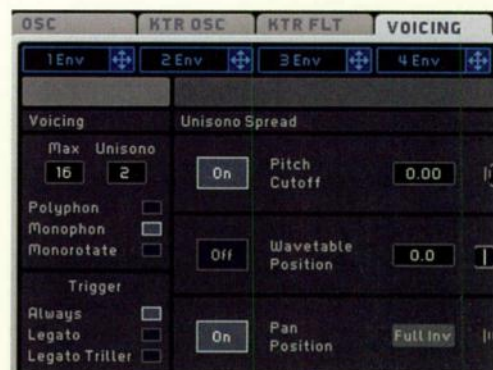 OSC KTR OSC KTR FLT VOICING
1 Env 2 Env 3 Env 4 Env
Voicing Unisono Spread
Max Unisono
16 2
On Pitch Cutoff 0.00
Polyphon
Monophon
Monorotate
Off Wavetable Position 0.0
Trigger
Always
Legato
Legato Triller
On Pan Position Full Inv